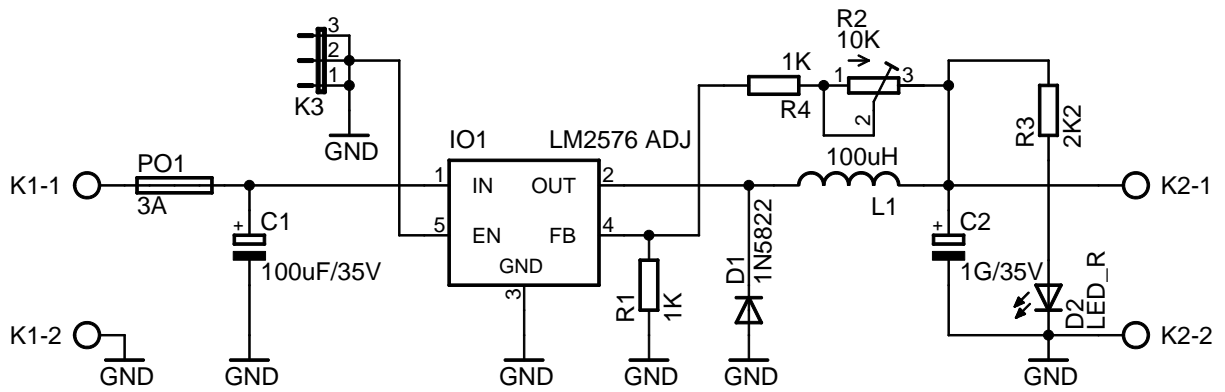 3
2
1
K3
GND
R2
10K
1K
1
3
2
R4
R3
2K2
IO1
LM2576 ADJ
K1-1
PO1
3A
1
IN
OUT
2
5
EN
FB
4
GND
3
100uH
L1
K2-1
C1
+
100uF/35V
R1
1K
D1
1N5822
C2
+
1G/35V
D2
LED_R
K1-2
K2-2
GND
GND
GND
GND
GND
GND